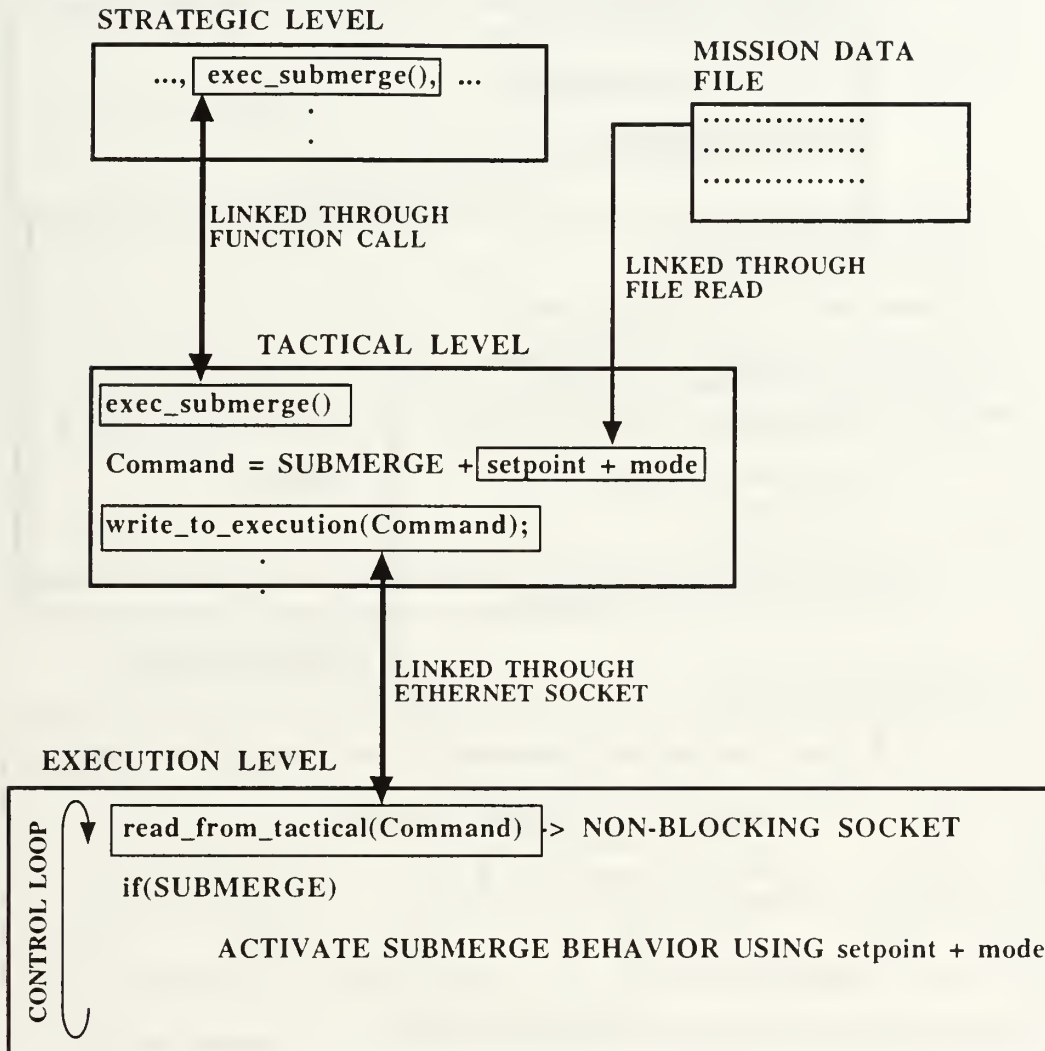 STRATEGIC LEVEL
..., exec_submerge(), ...
.
.
MISSION DATA
FILE
................
................
................
LINKED THROUGH
FUNCTION CALL
LINKED THROUGH
FILE READ
TACTICAL LEVEL
exec_submerge()
Command = SUBMERGE + setpoint + mode
write_to_execution(Command);
.
.
LINKED THROUGH
ETHERNET SOCKET
EXECUTION LEVEL
CONTROL LOOP
read_from_tactical(Command) -> NON-BLOCKING SOCKET
if(SUBMERGE)
ACTIVATE SUBMERGE BEHAVIOR USING setpoint + mode